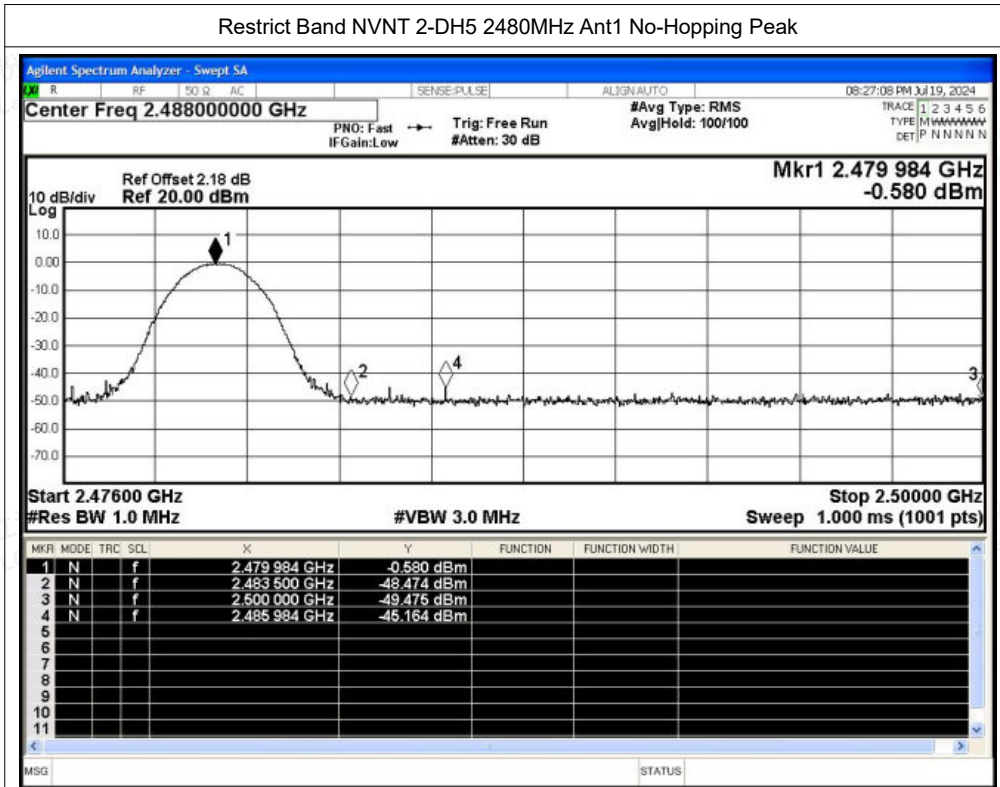 Restrict Band NVNT 2-DH5 2480MHz Ant1 No-Hopping Peak
Agilent Spectrum Analyzer - Swept SA
LXI R RF 50 Ω AC SENSE:PULSE ALIGN AUTO 08:27:08 PM Jul 19, 2024
Center Freq 2.488000000 GHz #Avg Type: RMS TRACE 1 2 3 4 5 6
PNO: Fast Trig: Free Run Avg|Hold: 100/100 TYPE M WWWWW
IFGain:Low #Atten: 30 dB DET P N N N N N
Mkr1 2.479 984 GHz
-0.580 dBm
Ref Offset 2.18 dB
10 dB/div Ref 20.00 dBm
Log
10.0
0.00
-10.0
-20.0
-30.0
-40.0
-50.0
-60.0
-70.0
1
2
4
3
Start 2.47600 GHz Stop 2.50000 GHz
#Res BW 1.0 MHz #VBW 3.0 MHz Sweep 1.000 ms (1001 pts)
MKR MODE TRC SCL X Y FUNCTION FUNCTION WIDTH FUNCTION VALUE
1 N f 2.479 984 GHz -0.580 dBm
2 N f 2.483 500 GHz -48.474 dBm
3 N f 2.500 000 GHz -49.475 dBm
4 N f 2.485 984 GHz -45.164 dBm
5
6
7
8
9
10
11
MSG STATUS